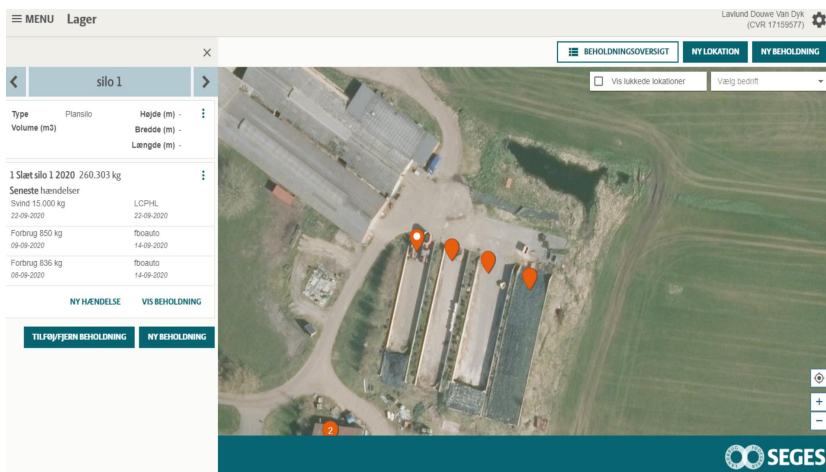 MENU Lager
Lavlund Douwe Van Dyk
(CVR 17159577)
BEHOLDNINGSOVERSIGT NY LOKATION NY BEHOLDNING
silo 1
Vis lukkede lokationer Vælg bedrift
Type Plansilo Højde (m) -
Volume (m3) Bredde (m) -
Længde (m) -
1 Slæt silo 1 2020 260.303 kg
Seneste hændelser
Svind 15.000 kg LCPHL
22-09-2020 22-09-2020
Forbrug 850 kg fboauto
09-09-2020 14-09-2020
Forbrug 836 kg fboauto
08-09-2020 14-09-2020
NY HÆNDELSE VIS BEHOLDNING
TILFØJ/FJERN BEHOLDNING NY BEHOLDNING
2
SEGES